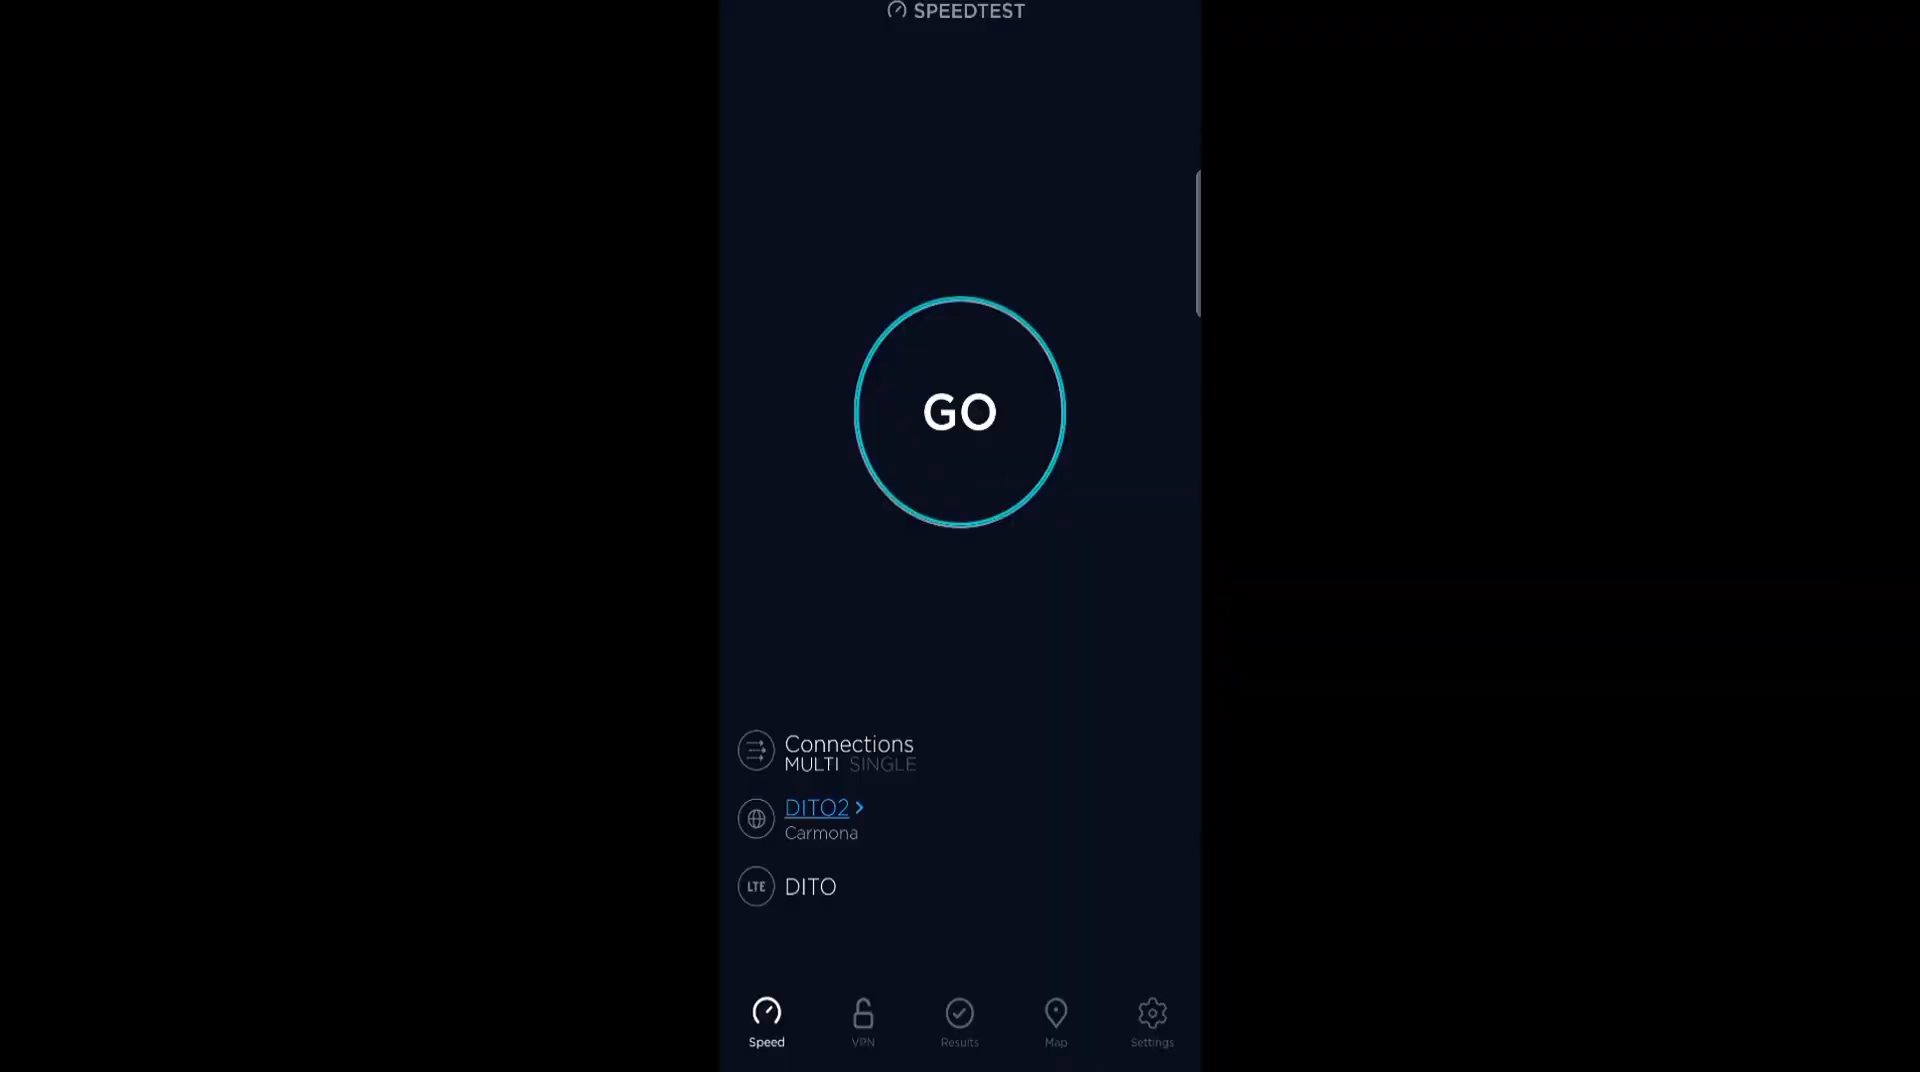 SPEEDTEST
GO
Connections
MULTI SINGLE
DITO2
Carmona
LTE DITO
Speed VPN Results Map Settings